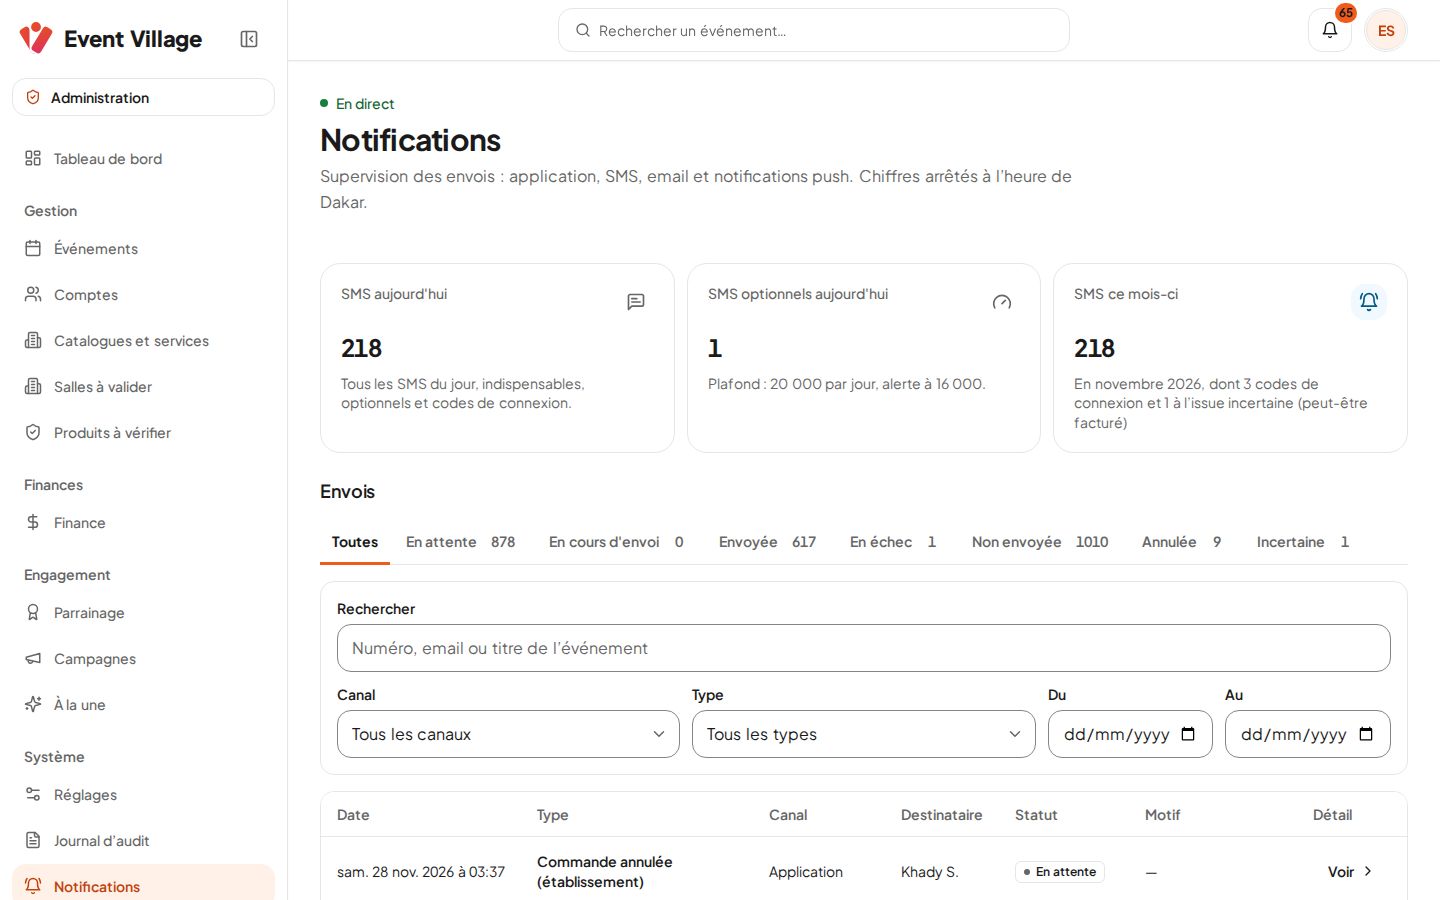 Event Village
Rechercher un événement…
65
ES
Administration
Tableau de bord
Gestion
Événements
Comptes
Catalogues et services
Salles à valider
Produits à vérifier
Finances
Finance
Engagement
Parrainage
Campagnes
À la une
Système
Réglages
Journal d’audit
Notifications
En direct
Notifications
Supervision des envois : application, SMS, email et notifications push. Chiffres arrêtés à l’heure de
Dakar.
SMS aujourd'hui
218
Tous les SMS du jour, indispensables,
optionnels et codes de connexion.
SMS optionnels aujourd'hui
1
Plafond : 20 000 par jour, alerte à 16 000.
SMS ce mois-ci
218
En novembre 2026, dont 3 codes de
connexion et 1 à l’issue incertaine (peut-être
facturé)
Envois
Toutes En attente 878 En cours d'envoi 0 Envoyée 617 En échec 1 Non envoyée 1010 Annulée 9 Incertaine 1
Rechercher
Numéro, email ou titre de l’événement
Canal Type Du Au
Tous les canaux Tous les types dd/mm/yyyy dd/mm/yyyy
Date Type Canal Destinataire Statut Motif Détail
sam. 28 nov. 2026 à 03:37 Commande annulée Application Khady S. En attente — Voir
(établissement)